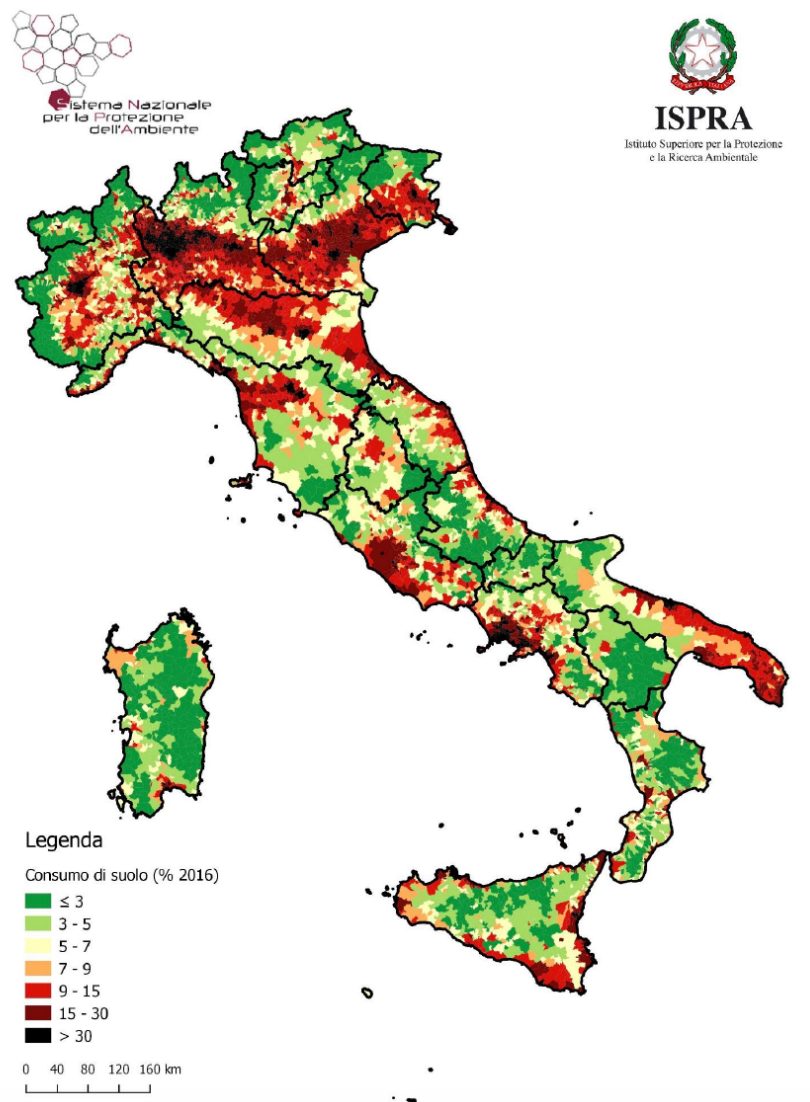 Sistema Nazionale
per la Protezione
dell'Ambiente
REPVBBLICA ITALIANA
ISPRA
Istituto Superiore per la Protezione
e la Ricerca Ambientale
Legenda
Consumo di suolo (% 2016)
≤ 3
3 - 5
5 - 7
7 - 9
9 - 15
15 - 30
> 30
0 40 80 120 160 km